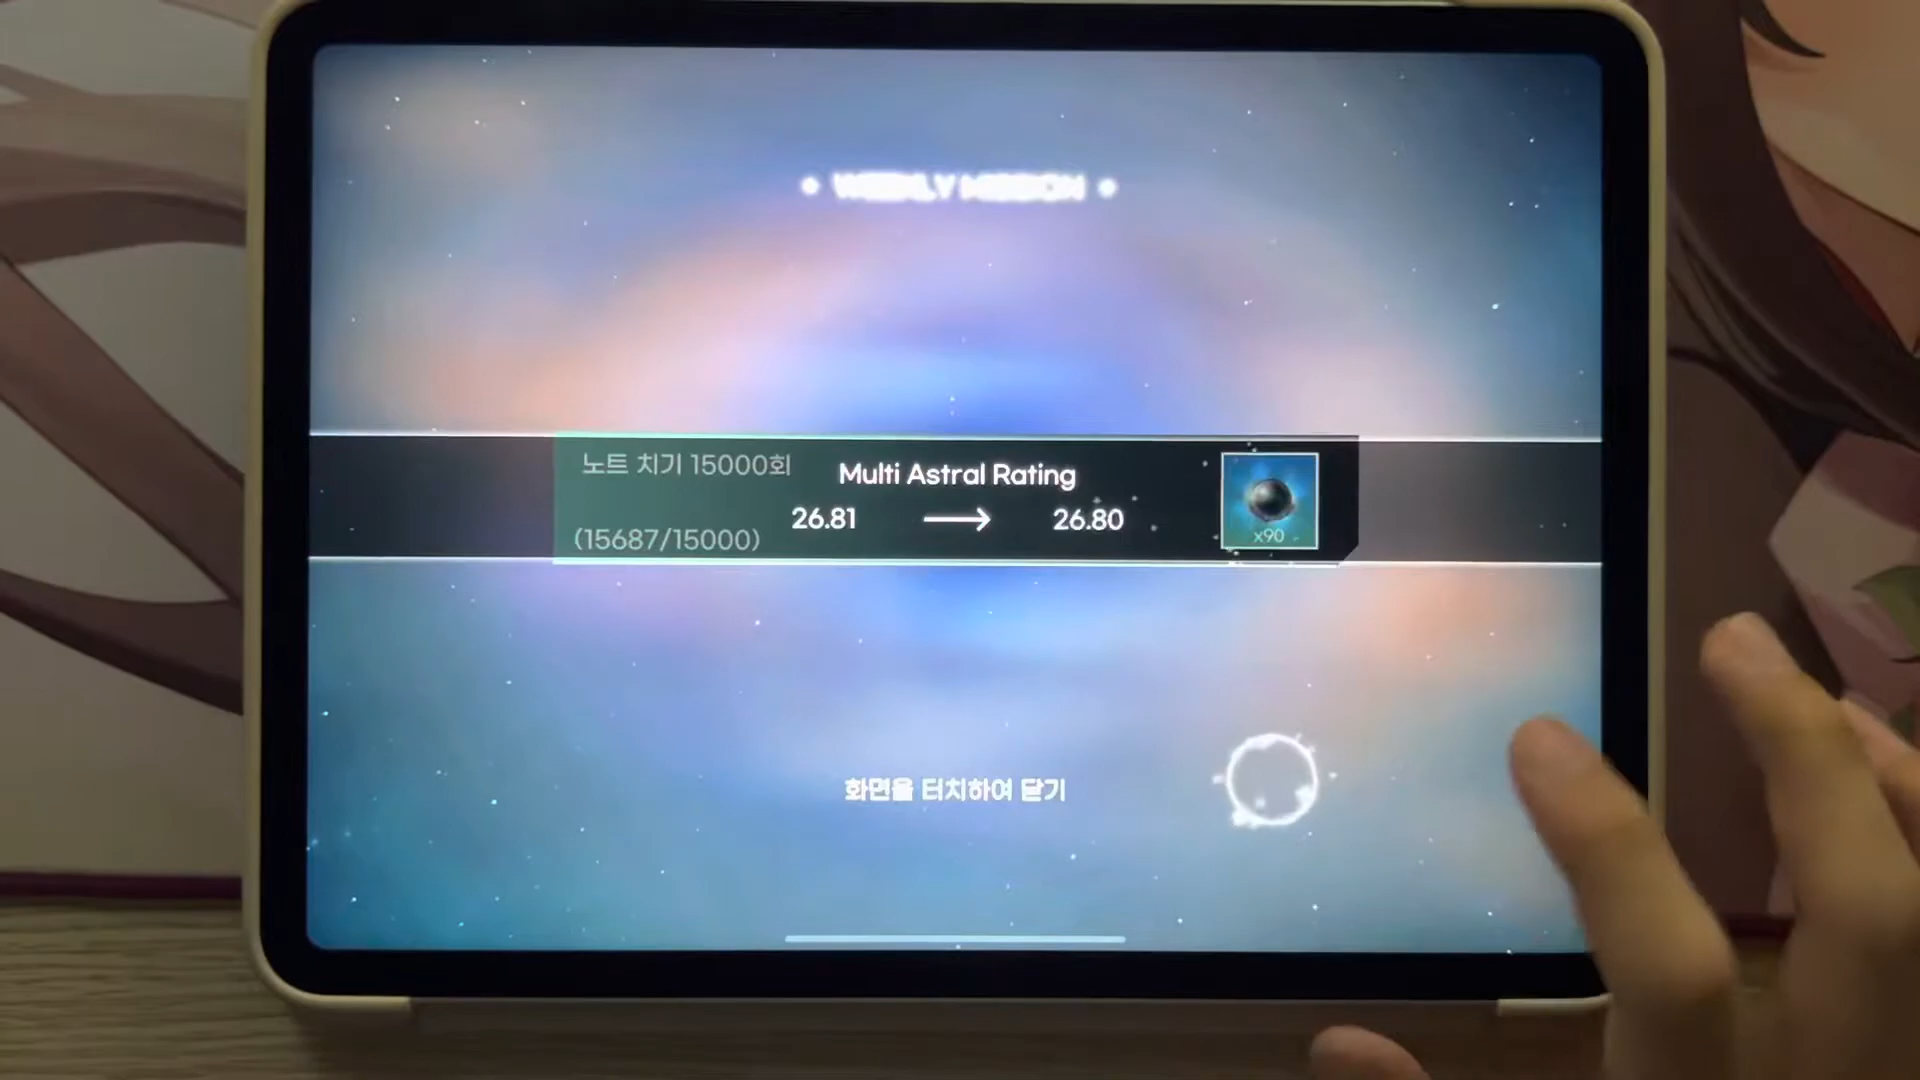 WEEKLY MISSION
노트 치기 15000회
Multi Astral Rating
26.81 → 26.80
(15687/15000)
x90
화면을 터치하여 닫기